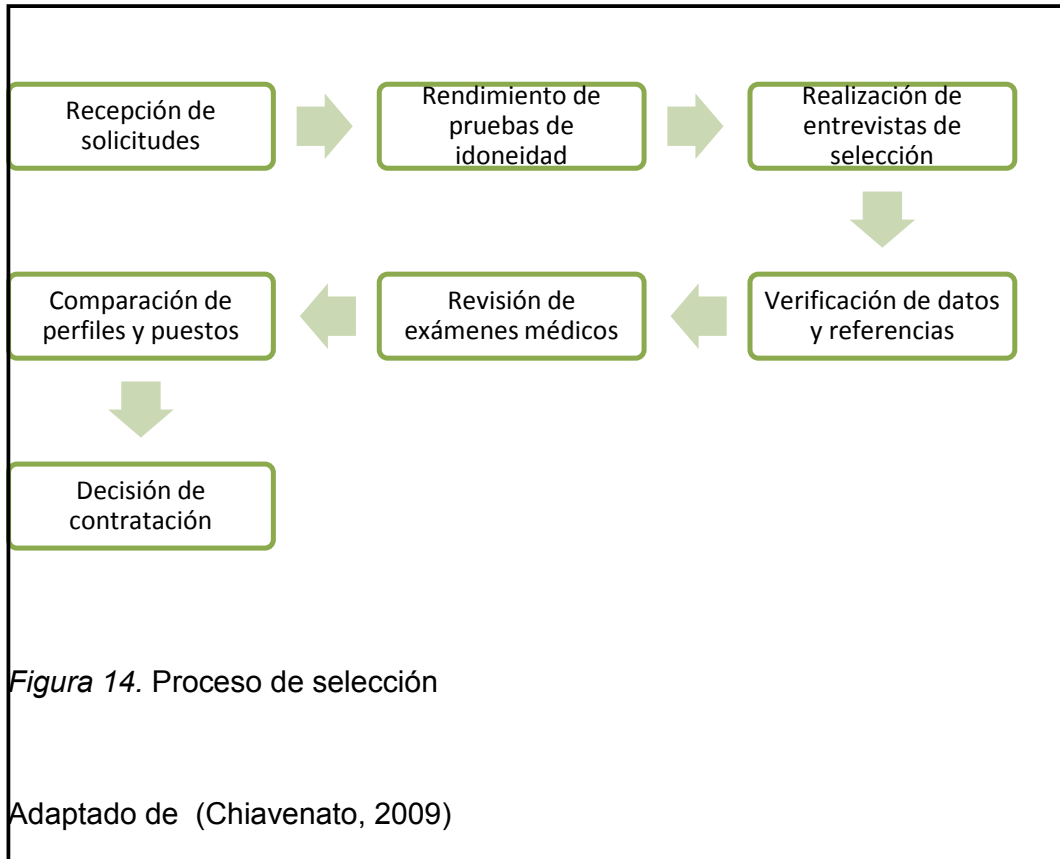 Recepción de
solicitudes
Rendimiento de
pruebas de
idoneidad
Realización de
entrevistas de
selección
Verificación de datos
y referencias
Revisión de
exámenes médicos
Comparación de
perfiles y puestos
Decisión de
contratación
Figura 14. Proceso de selección
Adaptado de (Chiavenato, 2009)